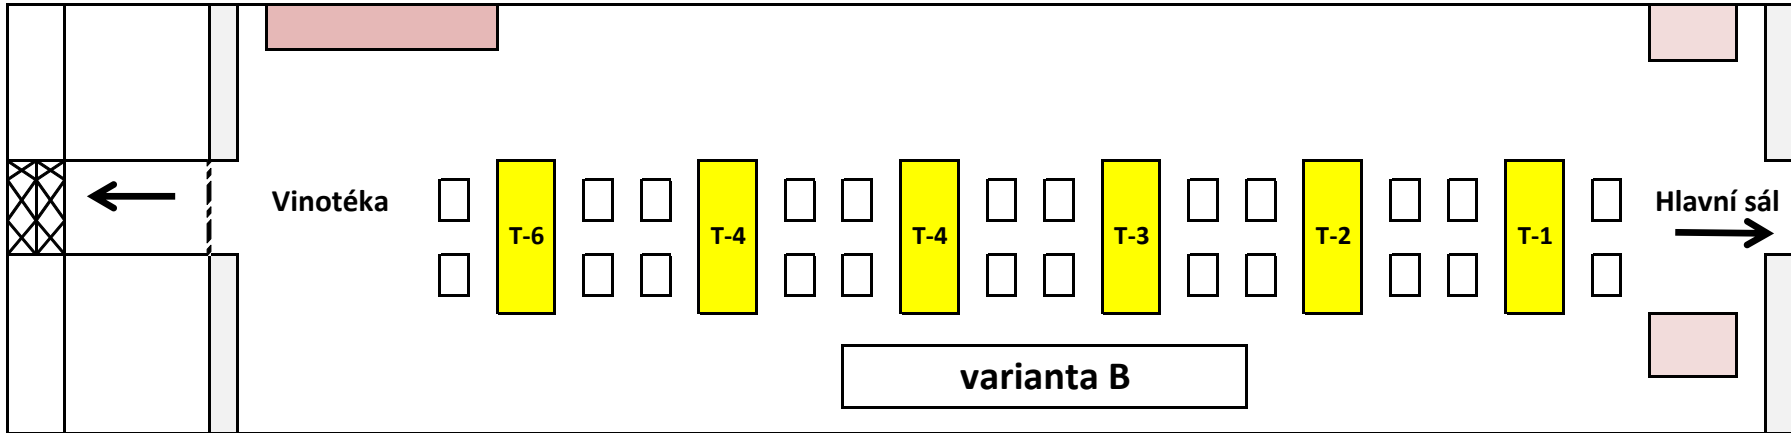 Vinotéka
Hlavní sál
T-6
T-4
T-4
T-3
T-2
T-1
varianta B